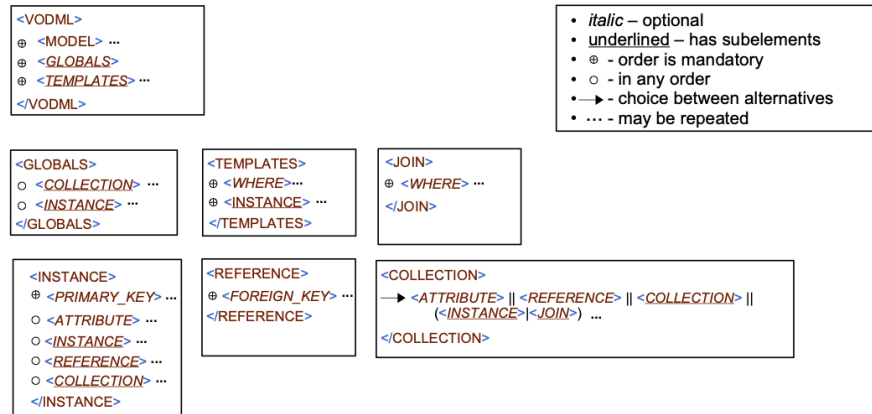 <VODML>
⊕ <MODEL> ...
⊕ <GLOBALS>
⊕ <TEMPLATES> ...
</VODML>
• italic – optional
• underlined – has subelements
• ⊕ - order is mandatory
• ○ - in any order
• → - choice between alternatives
• ... - may be repeated
<GLOBALS>
○ <COLLECTION> ...
○ <INSTANCE> ...
</GLOBALS>
<TEMPLATES>
⊕ <WHERE>...
⊕ <INSTANCE> ...
</TEMPLATES>
<JOIN>
⊕ <WHERE> ...
</JOIN>
<INSTANCE>
⊕ <PRIMARY_KEY> ...
○ <ATTRIBUTE> ...
○ <INSTANCE> ...
○ <REFERENCE> ...
○ <COLLECTION> ...
</INSTANCE>
<REFERENCE>
⊕ <FOREIGN_KEY> ...
</REFERENCE>
<COLLECTION>
→ <ATTRIBUTE> || <REFERENCE> || <COLLECTION> ||
(<INSTANCE>|<JOIN>) ...
</COLLECTION>